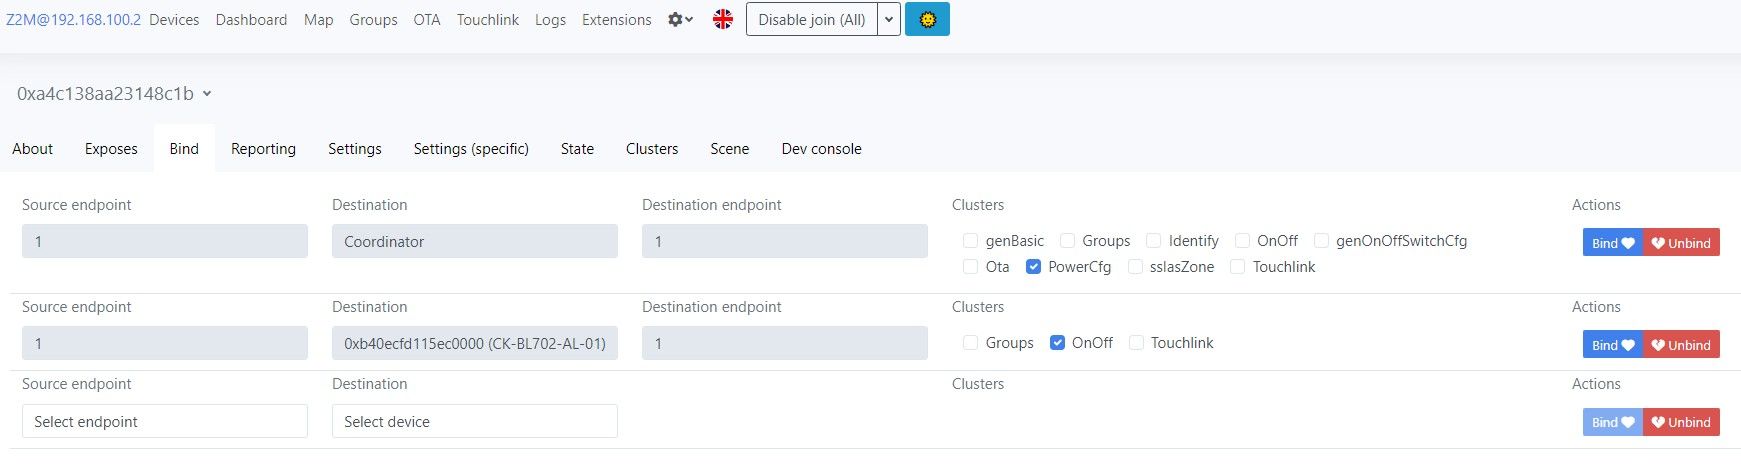 Z2M@192.168.100.2 Devices Dashboard Map Groups OTA Touchlink Logs Extensions Disable join (All)
0xa4c138aa23148c1b
About Exposes Bind Reporting Settings Settings (specific) State Clusters Scene Dev console
Source endpoint Destination Destination endpoint Clusters Actions
1 Coordinator 1 genBasic Groups Identify OnOff genOnOffSwitchCfg Bind Unbind
Ota PowerCfg ssIasZone Touchlink
Source endpoint Destination Destination endpoint Clusters Actions
1 0xb40ecfd115ec0000 (CK-BL702-AL-01) 1 Groups OnOff Touchlink Bind Unbind
Source endpoint Destination Clusters Actions
Select endpoint Select device Bind Unbind